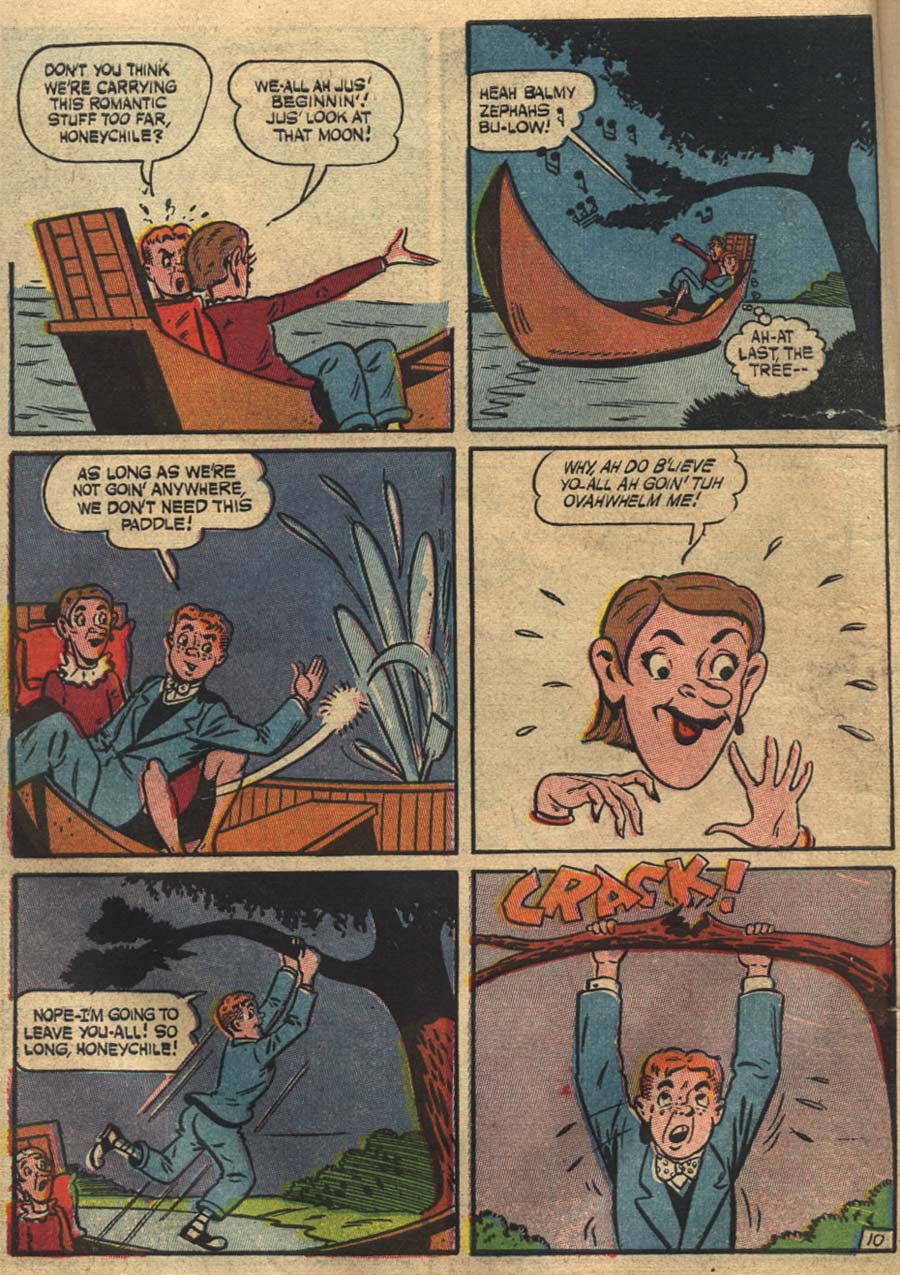 DON'T YOU THINK
WE'RE CARRYING
THIS ROMANTIC
STUFF TOO FAR,
HONEYCHILE?
WE-ALL AH JUS'
BEGINNIN'!
JUS' LOOK AT
THAT MOON!
HEAH BALMY
ZEPHAHS
BU-LOW!
AH-AT
LAST, THE
TREE--
AS LONG AS WE'RE
NOT GOIN' ANYWHERE,
WE DON'T NEED THIS
PADDLE!
WHY, AH DO B'LIEVE
YO-ALL AH GOIN' TUH
OVAHWHELM ME!
NOPE-I'M GOING TO
LEAVE YOU-ALL! SO
LONG, HONEYCHILE!
CRACK!
10